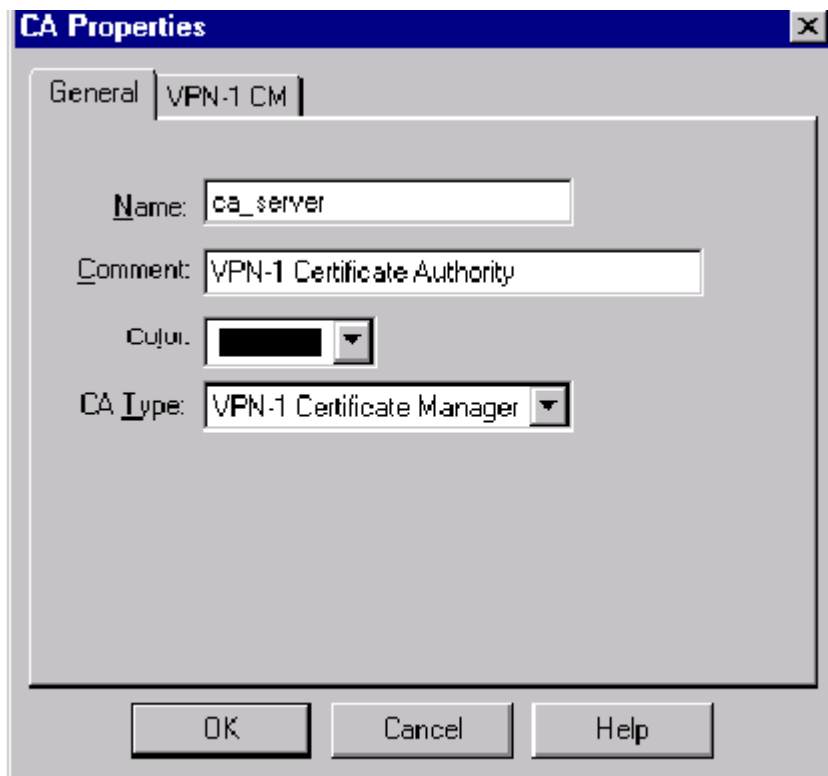 CA Properties
General VPN-1 CM
Name: ca_server
Comment: VPN-1 Certificate Authority
Color:
CA Type: VPN-1 Certificate Manager
OK Cancel Help